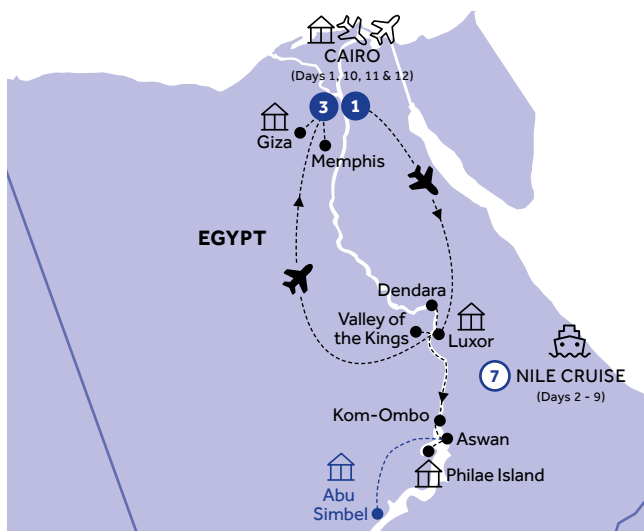 CAIRO
(Days 1, 10, 11 & 12)
3
1
Giza
Memphis
EGYPT
Dendara
Valley of
the Kings
Luxor
7
NILE CRUISE
(Days 2 - 9)
Kom-Ombo
Aswan
Philae Island
Abu
Simbel